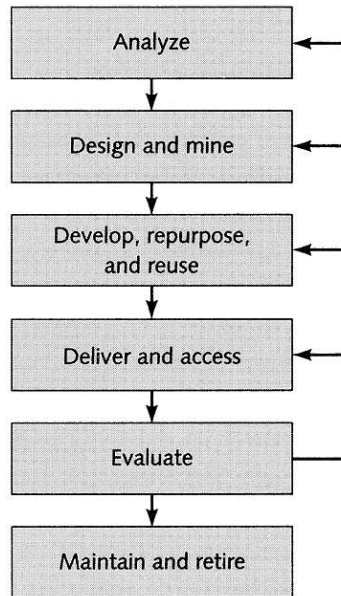 Analyze
Design and mine
Develop, repurpose,
and reuse
Deliver and access
Evaluate
Maintain and retire